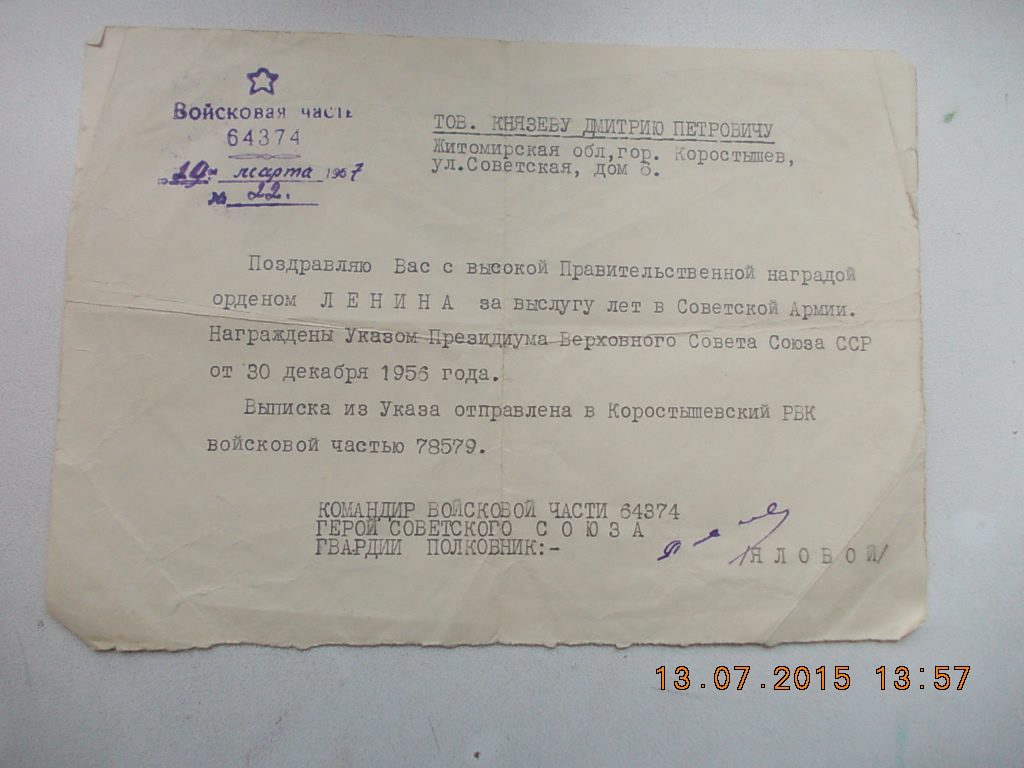 Войсковая часть
64374
"19" марта 1957
№ 22.
ТОВ. КНЯЗЕВУ ДМИТРИЮ ПЕТРОВИЧУ
Житомирская обл,гор. Коростышев,
ул.Советская, дом 6.
Поздравляю Вас с высокой Правительственной наградой
орденом Л Е Н И Н А за выслугу лет в Советской Армии.
Награждены Указом Президиума Верховного Совета Союза ССР
от 30 декабря 1956 года.
Выписка из Указа отправлена в Коростышевский РВК
войсковой частью 78579.
КОМАНДИР ВОЙСКОВОЙ ЧАСТИ 64374
ГЕРОЙ СОВЕТСКОГО С О Ю З А
ГВАРДИИ ПОЛКОВНИК:-
/Я Л О В О Й/
13.07.2015 13:57